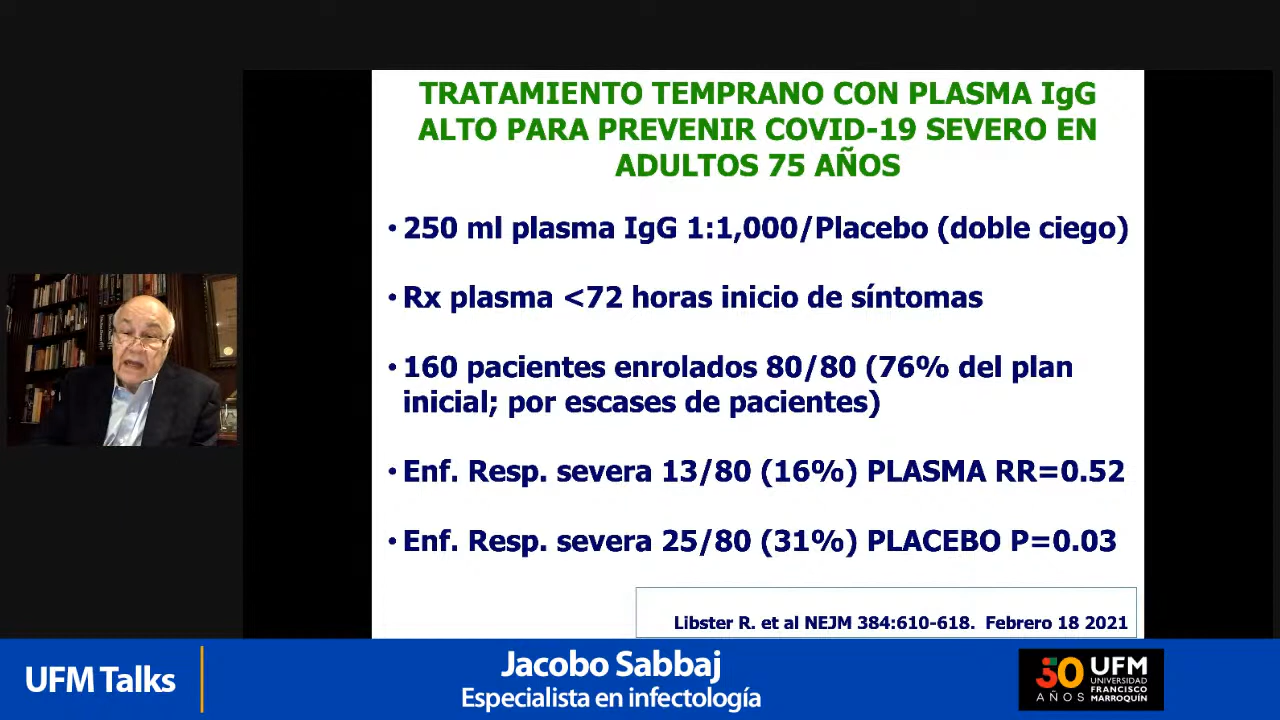 TRATAMIENTO TEMPRANO CON PLASMA IgG
ALTO PARA PREVENIR COVID-19 SEVERO EN
ADULTOS 75 AÑOS
• 250 ml plasma IgG 1:1,000/Placebo (doble ciego)
• Rx plasma <72 horas inicio de síntomas
• 160 pacientes enrolados 80/80 (76% del plan
inicial; por escases de pacientes)
• Enf. Resp. severa 13/80 (16%) PLASMA RR=0.52
• Enf. Resp. severa 25/80 (31%) PLACEBO P=0.03
Libster R. et al NEJM 384:610-618. Febrero 18 2021
UFM Talks
Jacobo Sabbaj
Especialista en infectología
50
AÑOS
UFM
UNIVERSIDAD
FRANCISCO
MARROQUÍN